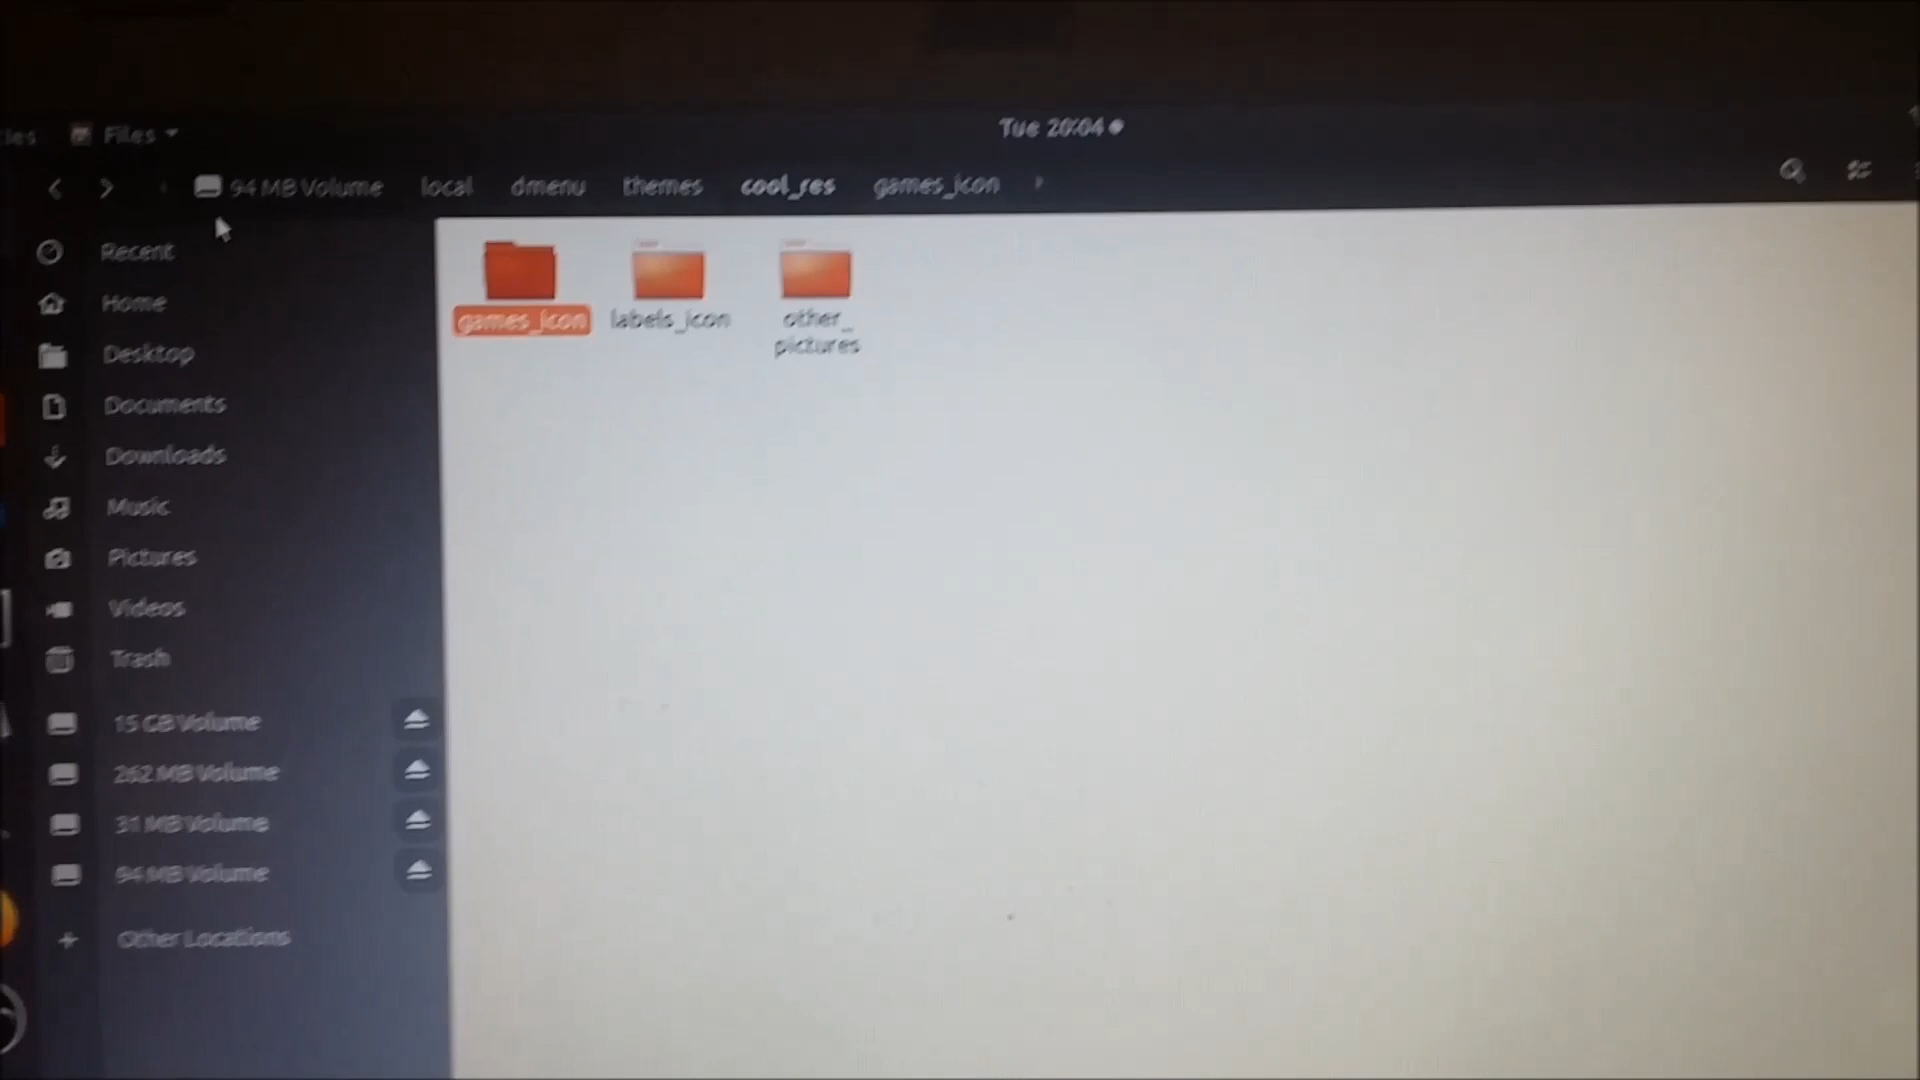 Files
Tue 20:04
94 MB Volume local dmenu themes cool_res games_icon
Recent
Home
Desktop
Documents
Downloads
Music
Pictures
Videos
Trash
15 GB Volume
262 MB Volume
31 MB Volume
94 MB Volume
Other Locations
games_icon
labels_icon
other_
pictures